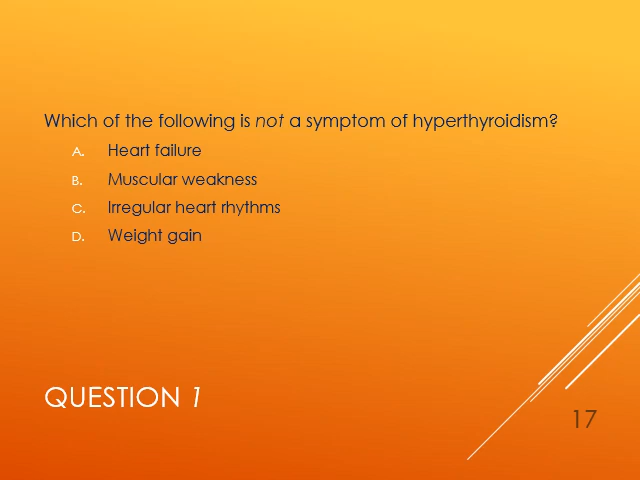 Which of the following is not a symptom of hyperthyroidism?
A. Heart failure
B. Muscular weakness
C. Irregular heart rhythms
D. Weight gain
QUESTION 1
17